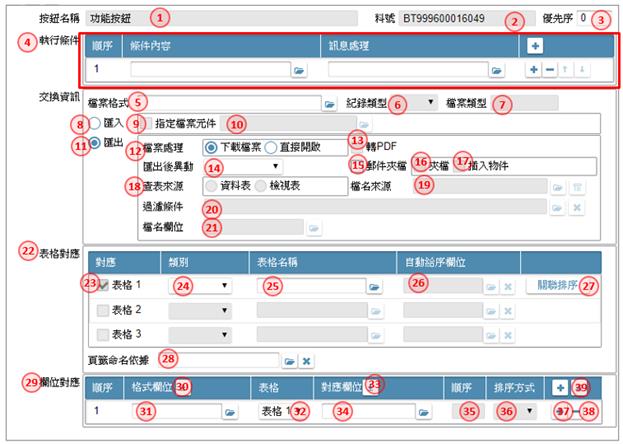 按鈕名稱 功能按鈕 1 料號 BT999600016049 2 優先序 0 3
4 執行條件 順序 條件內容 訊息處理
1
交換資訊 檔案格式 5 紀錄類型 6 檔案類型 7
8 匯入 9 指定檔案元件 10
11 匯出 12 檔案處理 下載檔案 直接開啟 13 轉PDF
匯出後異動 14 15 郵件夾檔 16 夾檔 17 插入物件
18 查表來源 資料表 檢視表 檔名來源 19
過濾條件 20
檔名欄位 21
22 表格對應 對應 類別 表格名稱 自動給序欄位
23 表格 1 24 25 26 關聯排序 27
表格 2
表格 3
頁籤命名依據 28
29 欄位對應 順序 格式欄位 30 表格 對應欄位 33 順序 排序方式 39
1 31 表格 1 32 34 35 36 37 38